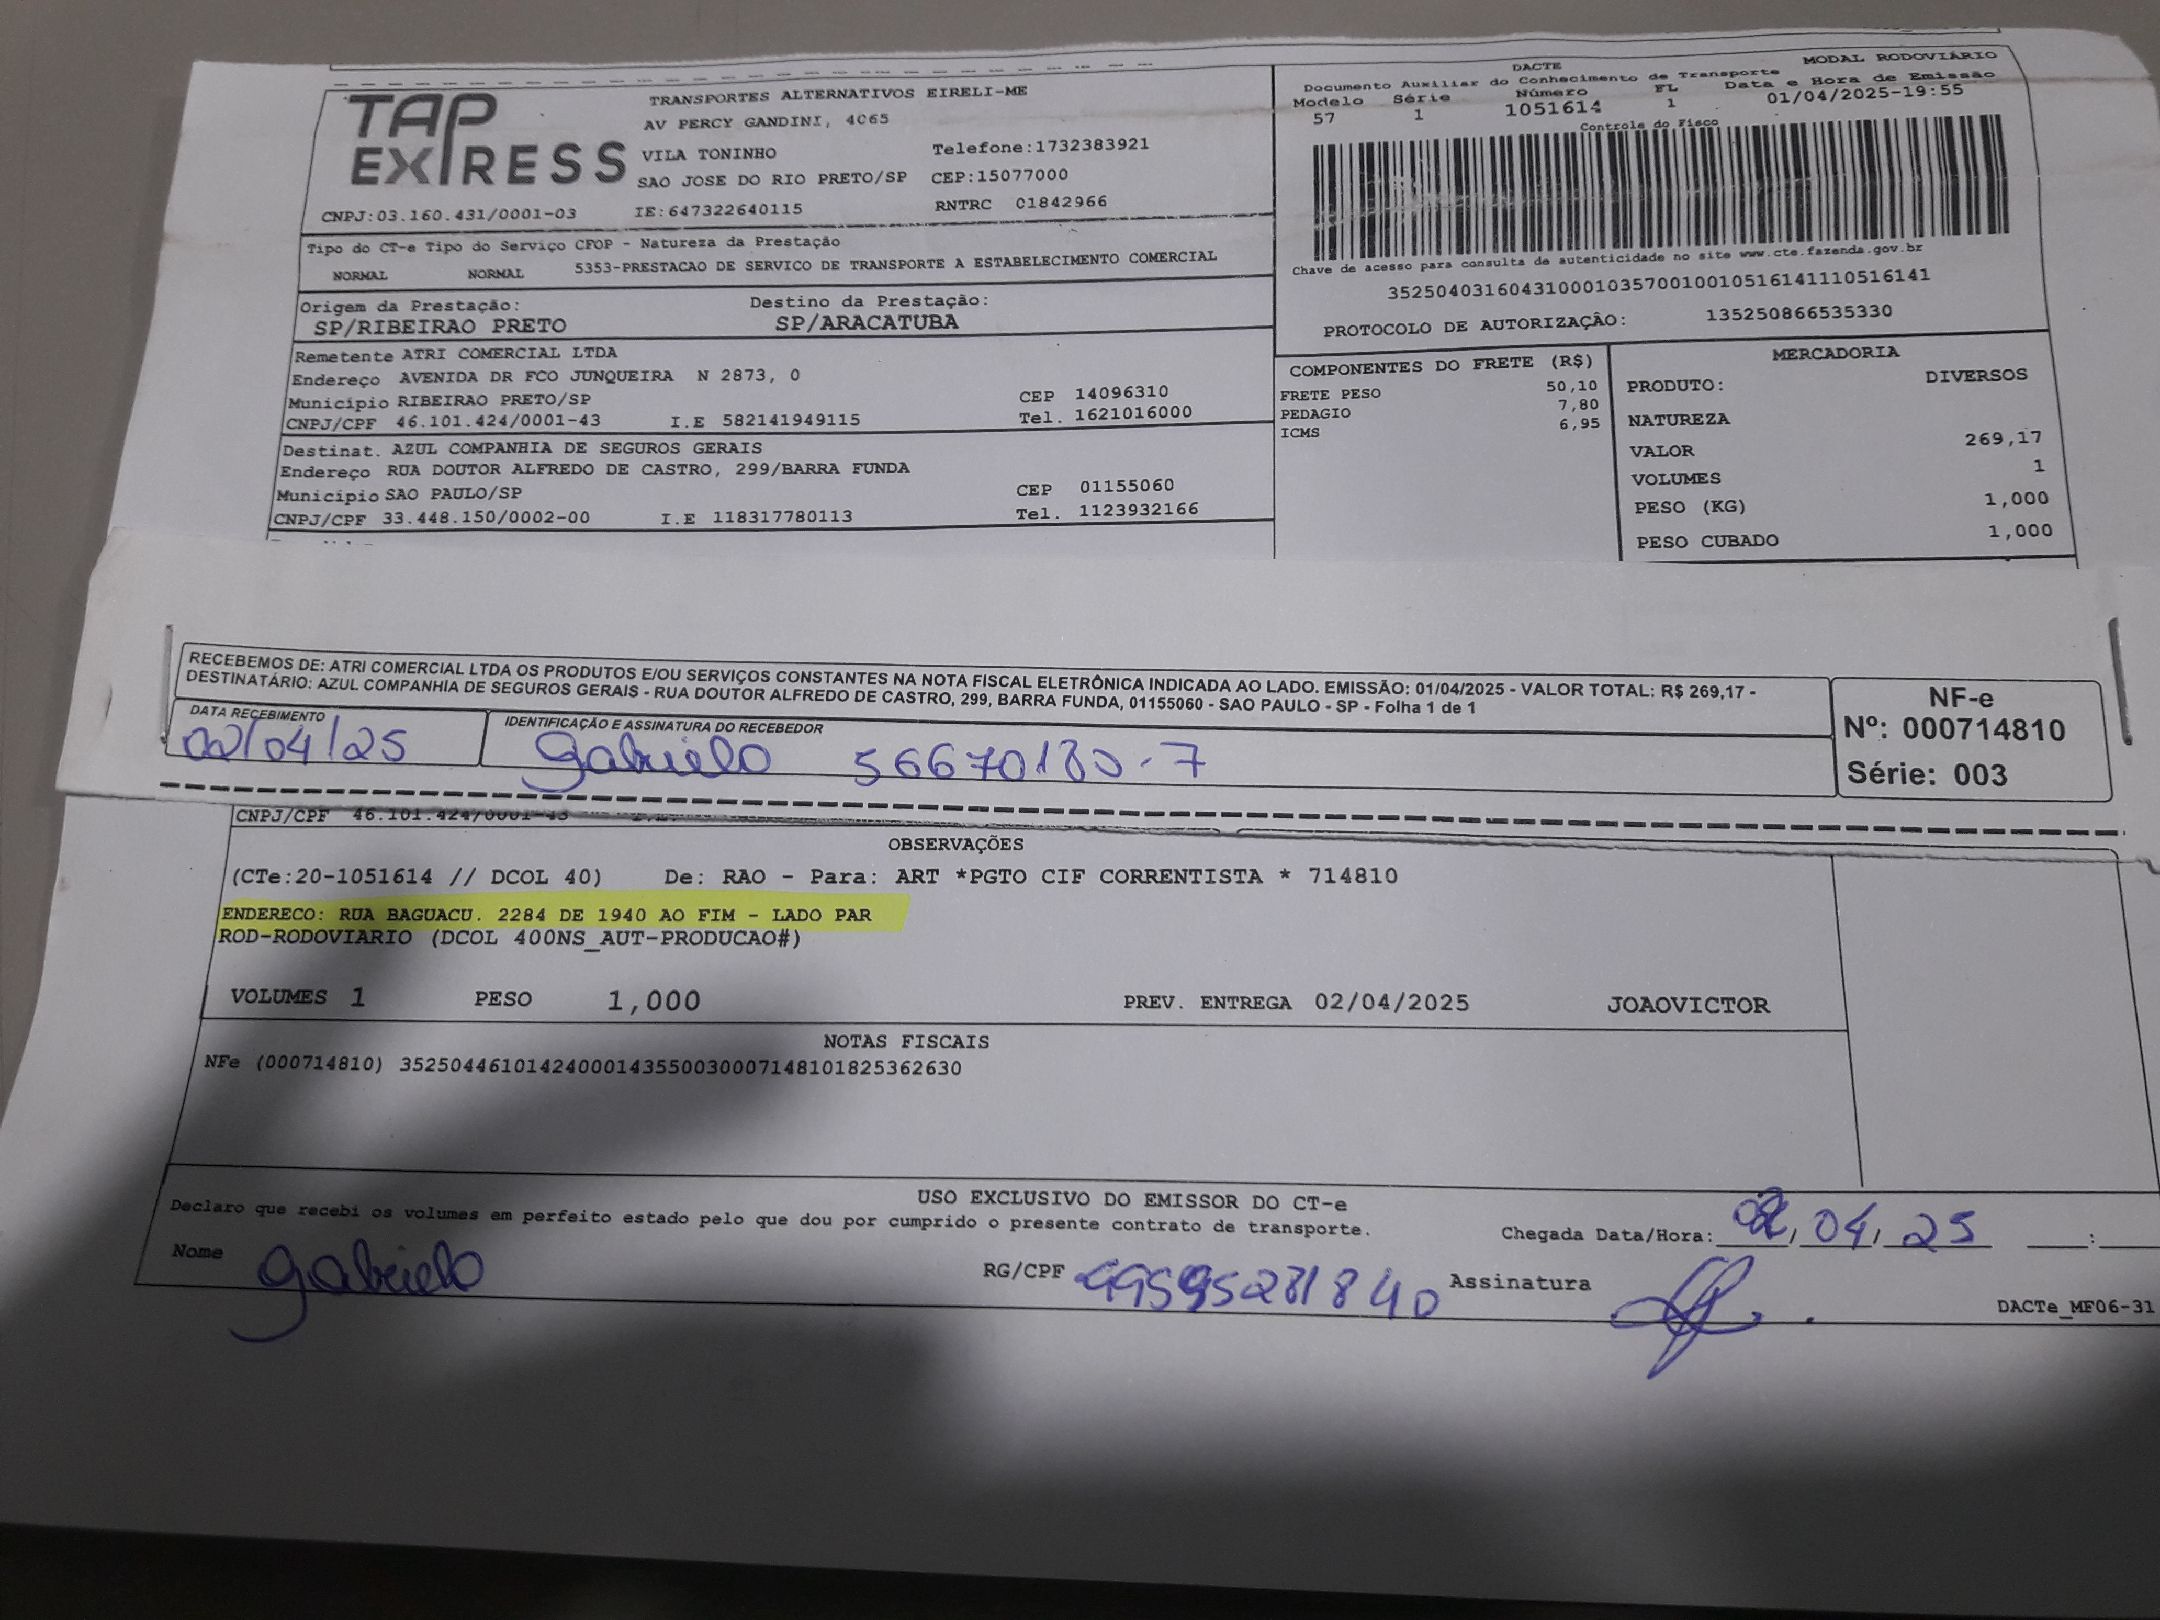 TAP EXPRESS
TRANSPORTES ALTERNATIVOS EIRELI-ME
AV PERCY GANDINI, 4065
VILA TONINHO Telefone:1732383921
SAO JOSE DO RIO PRETO/SP CEP:15077000
CNPJ:03.160.431/0001-03 IE:647322640115 RNTRC 01842966
DACTE MODAL RODOVIÁRIO
Documento Auxiliar do Conhecimento de Transporte
Modelo Série Número FL Data e Hora de Emissão
57 1 1051614 1 01/04/2025-19:55
Controle do Fisco
Chave de acesso para consulta de autenticidade no site www.cte.fazenda.gov.br
35250403160431000103570010010516141110516141
PROTOCOLO DE AUTORIZAÇÃO: 135250866535330
Tipo do CT-e Tipo do Serviço CFOP - Natureza da Prestação
NORMAL NORMAL 5353-PRESTACAO DE SERVICO DE TRANSPORTE A ESTABELECIMENTO COMERCIAL
Origem da Prestação: Destino da Prestação:
SP/RIBEIRAO PRETO SP/ARACATUBA
Remetente ATRI COMERCIAL LTDA
Endereço AVENIDA DR FCO JUNQUEIRA N 2873, 0
Município RIBEIRAO PRETO/SP CEP 14096310
CNPJ/CPF 46.101.424/0001-43 I.E 582141949115 Tel. 1621016000
Destinat. AZUL COMPANHIA DE SEGUROS GERAIS
Endereço RUA DOUTOR ALFREDO DE CASTRO, 299/BARRA FUNDA
Município SAO PAULO/SP CEP 01155060
CNPJ/CPF 33.448.150/0002-00 I.E 118317780113 Tel. 1123932166
COMPONENTES DO FRETE (R$)
FRETE PESO 50,10
PEDAGIO 7,80
ICMS 6,95
MERCADORIA
PRODUTO: DIVERSOS
NATUREZA
VALOR 269,17
VOLUMES 1
PESO (KG) 1,000
PESO CUBADO 1,000
RECEBEMOS DE: ATRI COMERCIAL LTDA OS PRODUTOS E/OU SERVIÇOS CONSTANTES NA NOTA FISCAL ELETRÔNICA INDICADA AO LADO. EMISSÃO: 01/04/2025 - VALOR TOTAL: R$ 269,17 -
DESTINATÁRIO: AZUL COMPANHIA DE SEGUROS GERAIS - RUA DOUTOR ALFREDO DE CASTRO, 299, BARRA FUNDA, 01155060 - SAO PAULO - SP - Folha 1 de 1
DATA RECEBIMENTO IDENTIFICAÇÃO E ASSINATURA DO RECEBEDOR
02/04/25 gabrielo 56670180-7
NF-e
Nº: 000714810
Série: 003
CNPJ/CPF 46.101.424/0001-43
OBSERVAÇÕES
(CTe:20-1051614 // DCOL 40) De: RAO - Para: ART *PGTO CIF CORRENTISTA * 714810
ENDERECO: RUA BAGUACU. 2284 DE 1940 AO FIM - LADO PAR
ROD-RODOVIARIO (DCOL 400NS_AUT-PRODUCAO#)
VOLUMES 1 PESO 1,000 PREV. ENTREGA 02/04/2025 JOAOVICTOR
NOTAS FISCAIS
NFe (000714810) 35250446101424000143550030007148101825362630
USO EXCLUSIVO DO EMISSOR DO CT-e
Declaro que recebi os volumes em perfeito estado pelo que dou por cumprido o presente contrato de transporte. Chegada Data/Hora: 02/04/25 :
Nome gabrielo RG/CPF Assinatura
DACTe_MF06-31